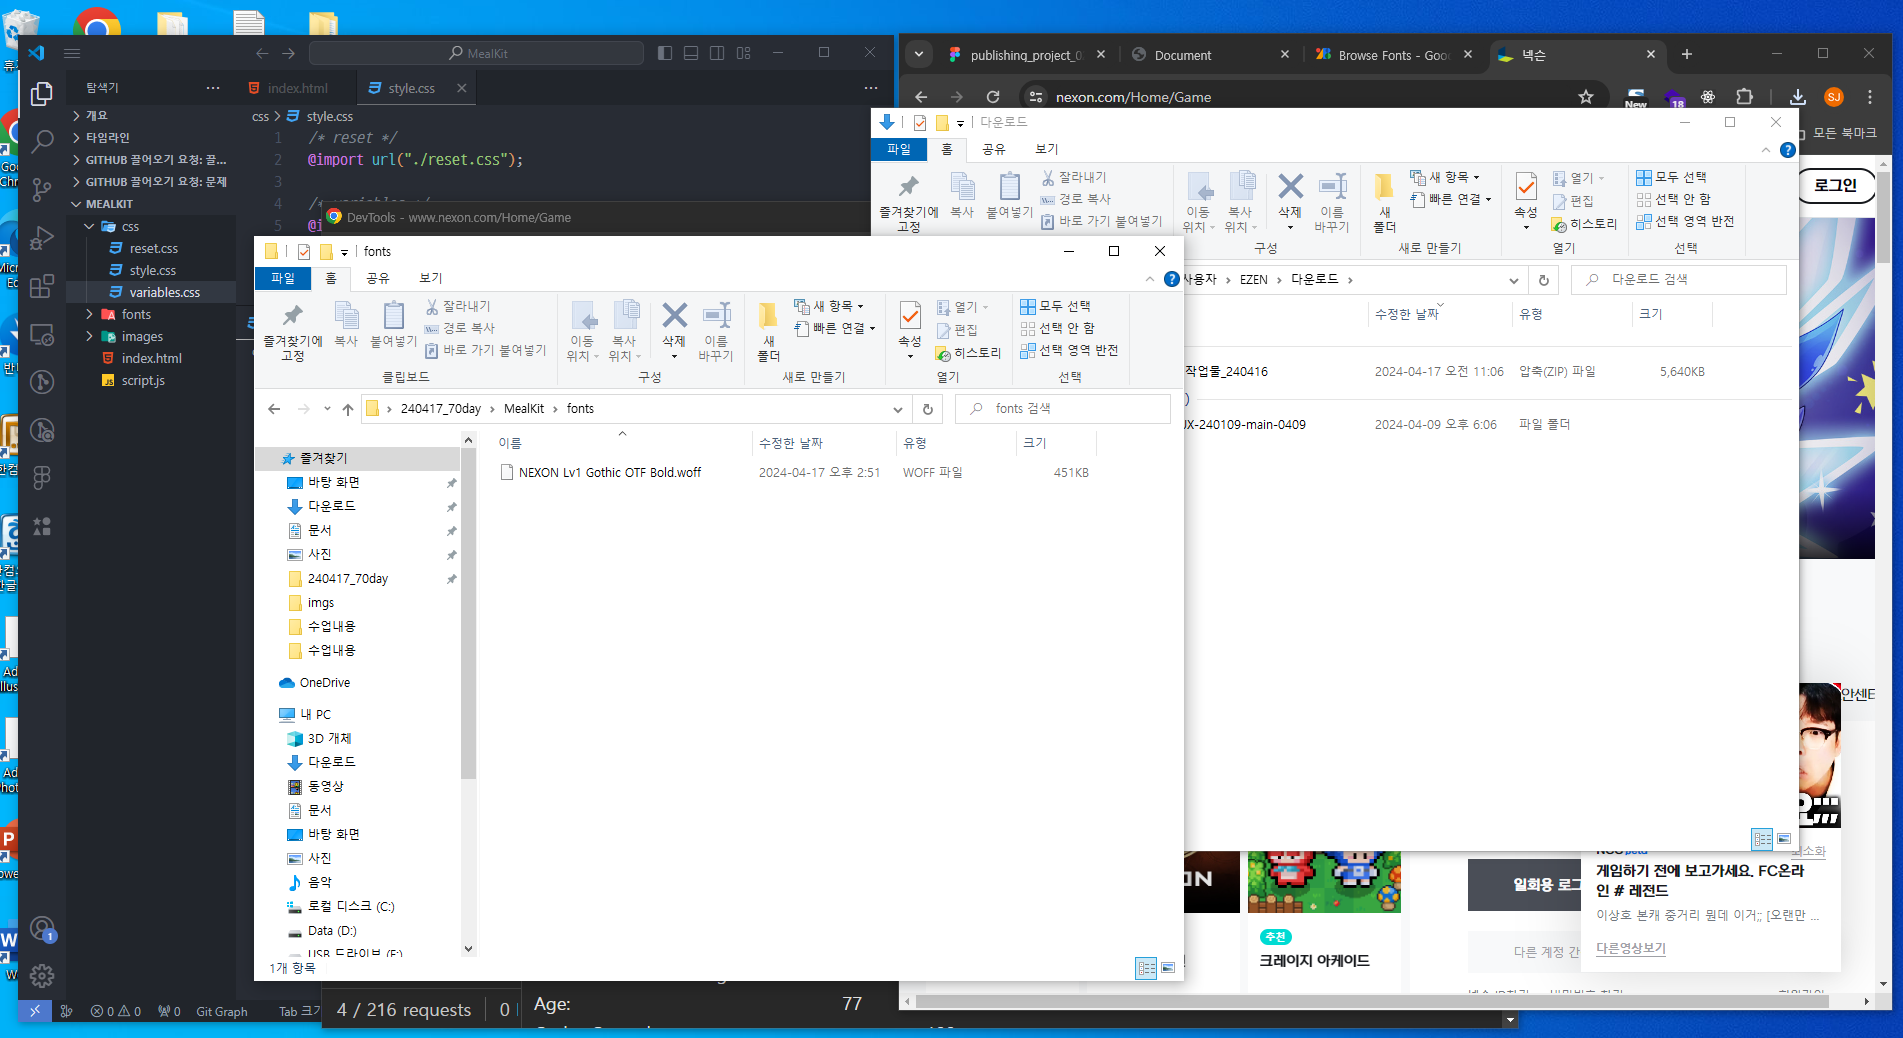 MealKit
탐색기
index.html
style.css
개요
타임라인
GITHUB 끌어오기 요청: 끌...
GITHUB 끌어오기 요청: 문제
MEALKIT
css
reset.css
style.css
variables.css
fonts
images
index.html
script.js
css > style.css
1 /* reset */
2 @import url("./reset.css");
3
4
5
DevTools - www.nexon.com/Home/Game
0 0
0
Git Graph
Tab 크기
1
4 / 216 requests
0
Age:
77
publishing_project_0
Document
Browse Fonts - Goo
넥슨
nexon.com/Home/Game
New
18
SJ
모든 북마크
로그인
다운로드
파일
홈
공유
보기
즐겨찾기에 고정
복사
붙여넣기
잘라내기
경로 복사
바로 가기 붙여넣기
이동 위치
복사 위치
삭제
이름 바꾸기
구성
새 폴더
새 항목
빠른 연결
새로 만들기
속성
열기
편집
히스토리
열기
모두 선택
선택 안 함
선택 영역 반전
선택
사용자 > EZEN > 다운로드 >
다운로드 검색
수정한 날짜
유형
크기
작업물_240416
2024-04-17 오전 11:06
압축(ZIP) 파일
5,640KB
UX-240109-main-0409
2024-04-09 오후 6:06
파일 폴더
fonts
파일
홈
공유
보기
즐겨찾기에 고정
복사
붙여넣기
잘라내기
경로 복사
바로 가기 붙여넣기
클립보드
이동 위치
복사 위치
삭제
이름 바꾸기
구성
새 폴더
새 항목
빠른 연결
새로 만들기
속성
열기
편집
히스토리
열기
모두 선택
선택 안 함
선택 영역 반전
선택
240417_70day > MealKit > fonts
fonts 검색
이름
수정한 날짜
유형
크기
NEXON Lv1 Gothic OTF Bold.woff
2024-04-17 오후 2:51
WOFF 파일
451KB
즐겨찾기
바탕 화면
다운로드
문서
사진
240417_70day
imgs
수업내용
수업내용
OneDrive
내 PC
3D 개체
다운로드
동영상
문서
바탕 화면
사진
음악
로컬 디스크 (C:)
Data (D:)
USB 드라이브 (F:)
1개 항목
추천
크레이지 아케이드
일회용 로그
다른 계정 간
최소화
게임하기 전에 보고가세요. FC온라
인 # 레전드
이상호 본캐 중거리 뭔데 이거;; [오랜만 ...
다른영상보기